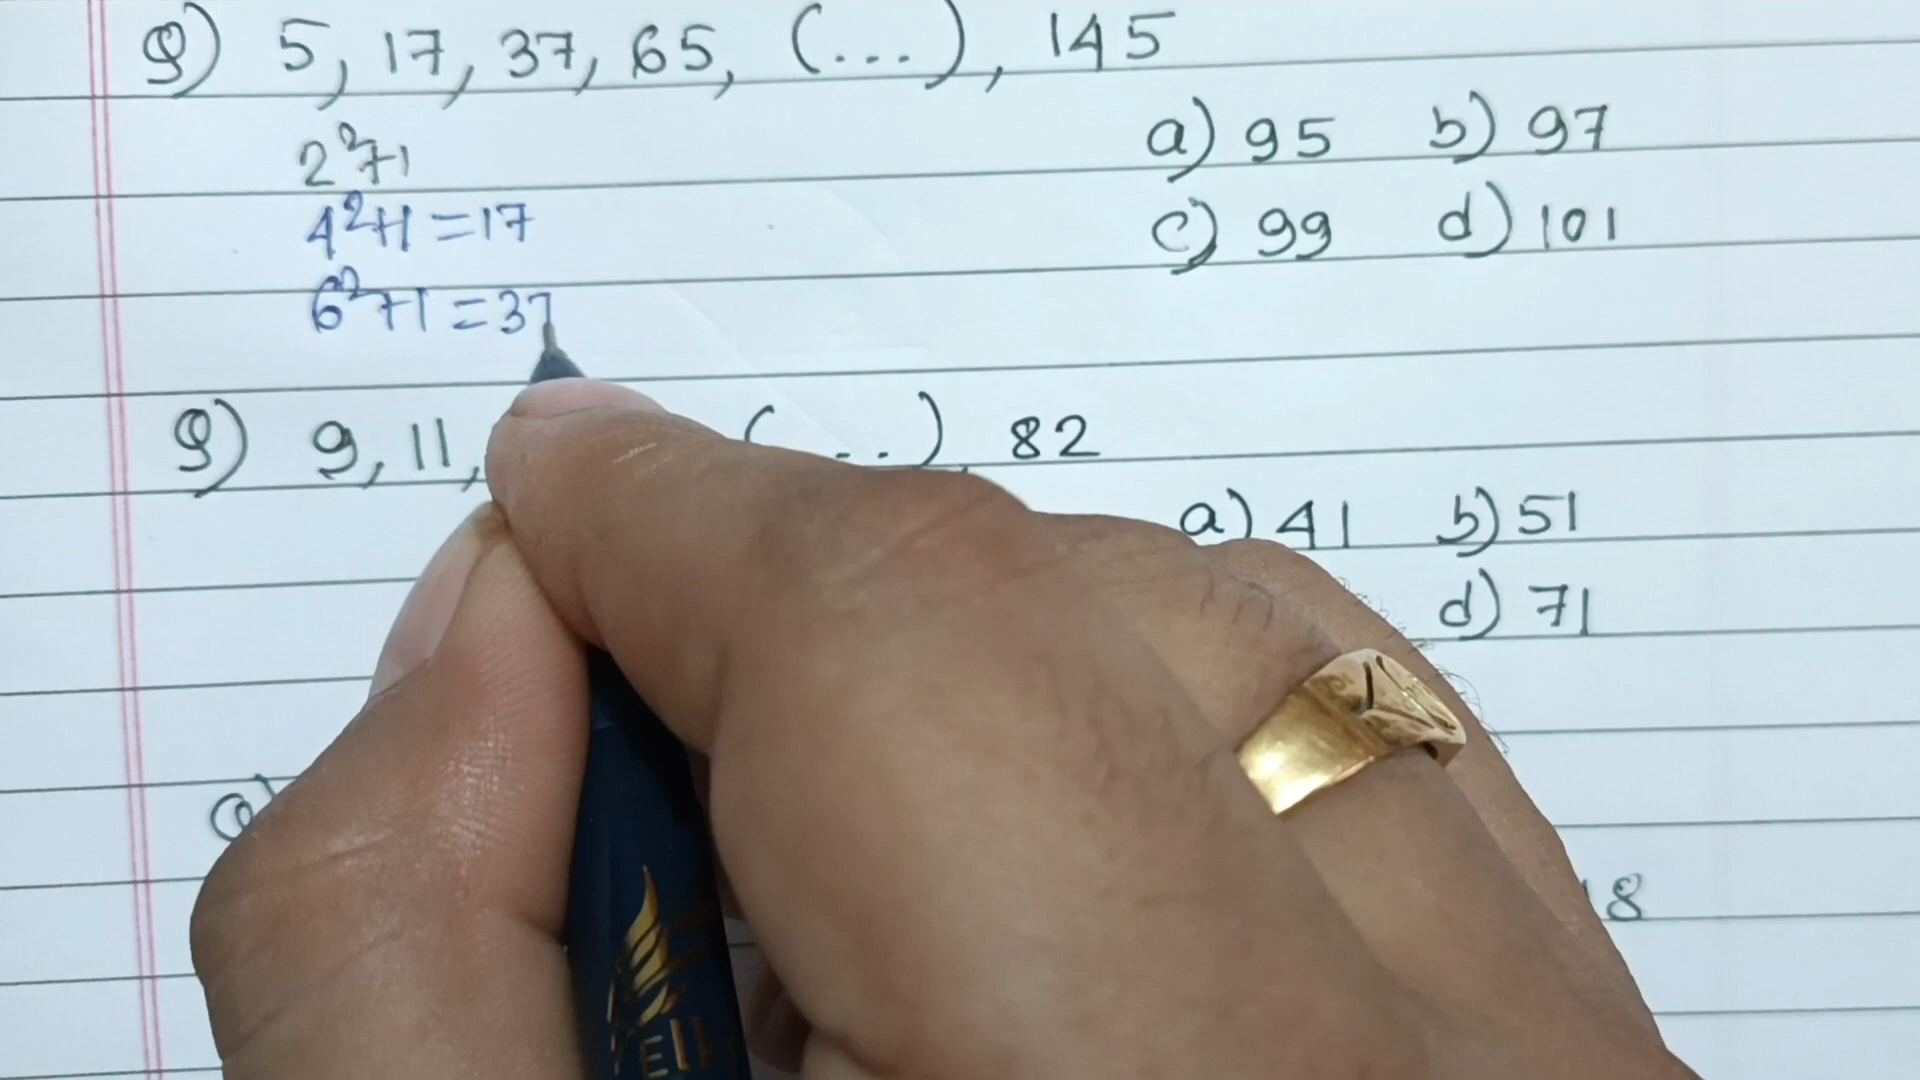 Q) 5, 17, 37, 65, (...), 145
a) 95 b) 97
2²+1
c) 99 d) 101
4²+1 = 17
6²+1 = 37
Q) 9, 11, (...), 82
a) 41 b) 51
d) 71
8